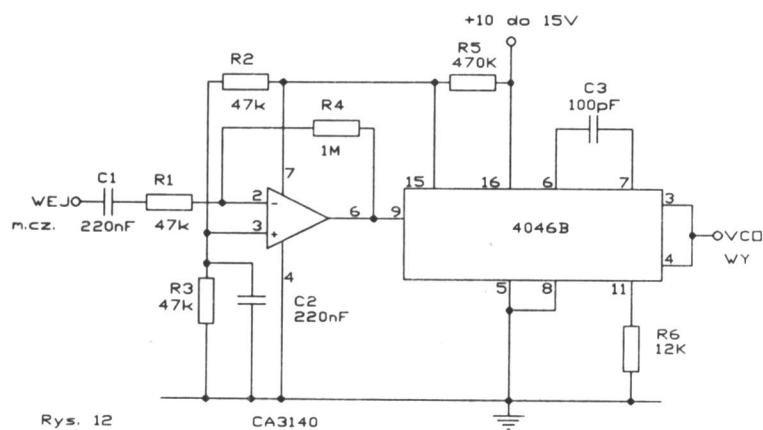 +10 do 15V
R2
47k
R5
470K
C3
100pF
R4
1M
7
15
16
6
7
C1
220nF
R1
47k
WEJ
m.cz.
2
-
3
+
6
9
4046B
3
4
VCO
WY
4
5
8
11
R3
47k
C2
220nF
R6
12K
Rys. 12
CA3140